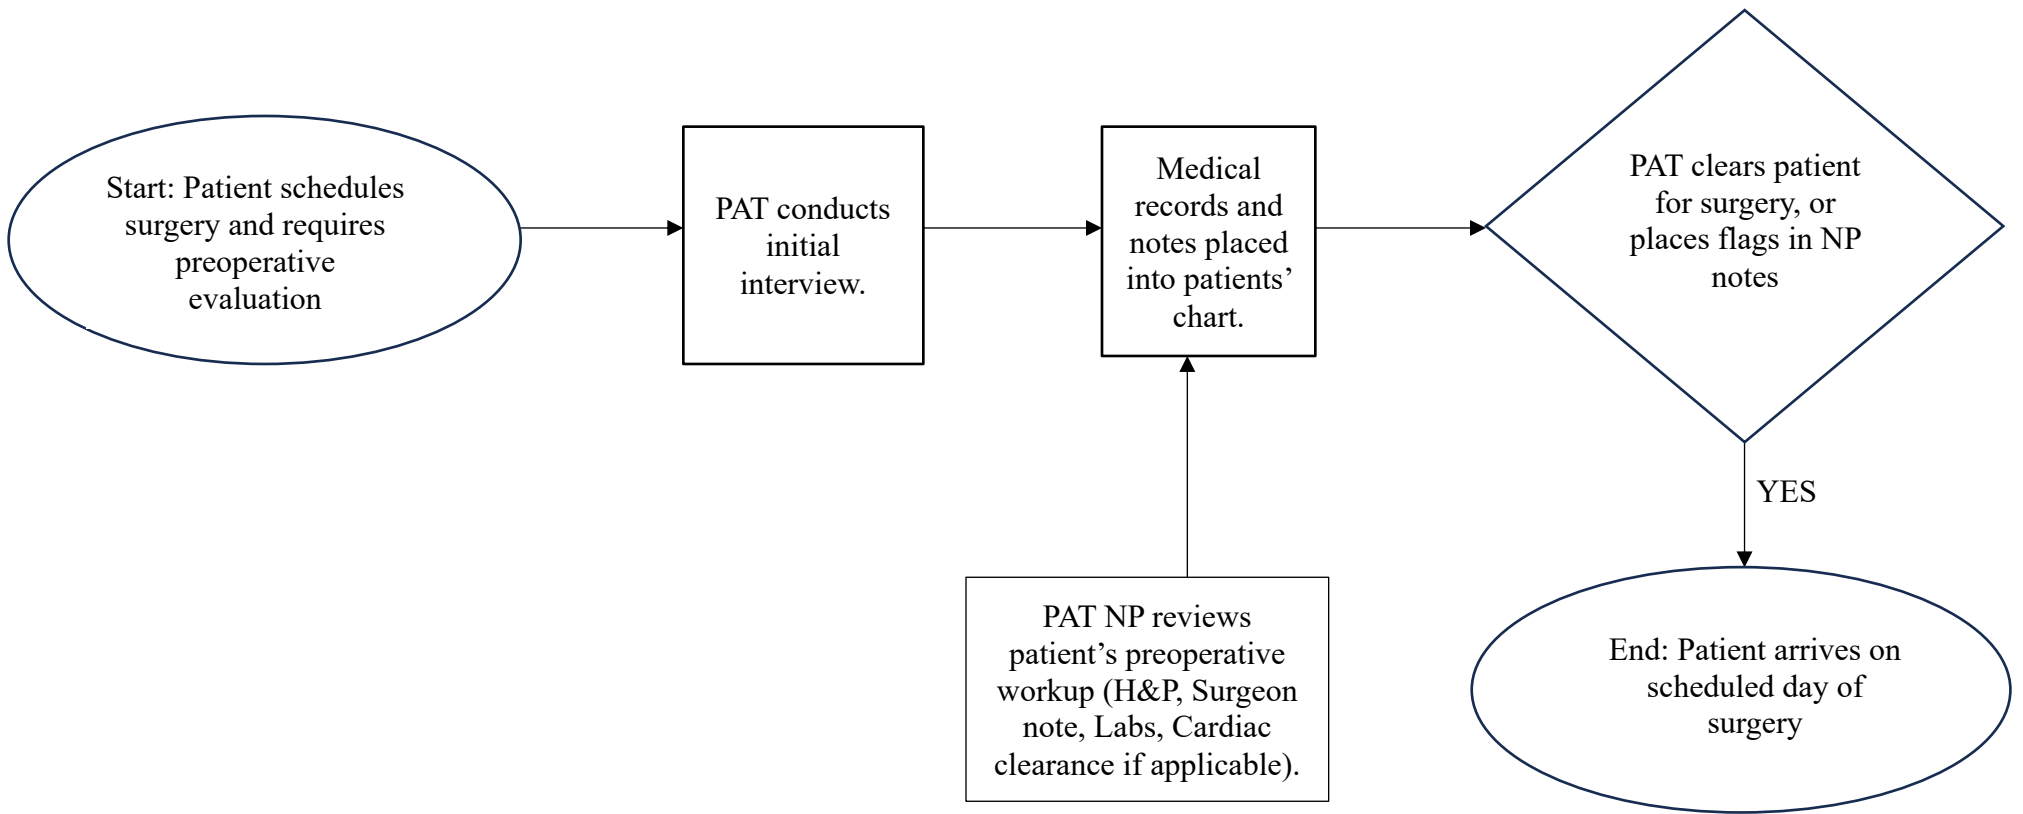 Start: Patient schedules
surgery and requires
preoperative
evaluation
PAT conducts
initial
interview.
Medical
records and
notes placed
into patients’
chart.
PAT clears patient
for surgery, or
places flags in NP
notes
YES
PAT NP reviews
patient’s preoperative
workup (H&P, Surgeon
note, Labs, Cardiac
clearance if applicable).
End: Patient arrives on
scheduled day of
surgery